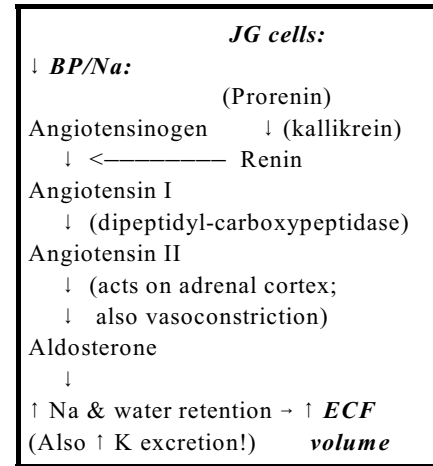 JG cells:
↓ BP/Na:
(Prorenin)
Angiotensinogen ↓ (kallikrein)
↓ <———————— Renin
Angiotensin I
↓ (dipeptidyl-carboxypeptidase)
Angiotensin II
↓ (acts on adrenal cortex;
↓ also vasoconstriction)
Aldosterone
↓
↑ Na & water retention → ↑ ECF
(Also ↑ K excretion!) volume